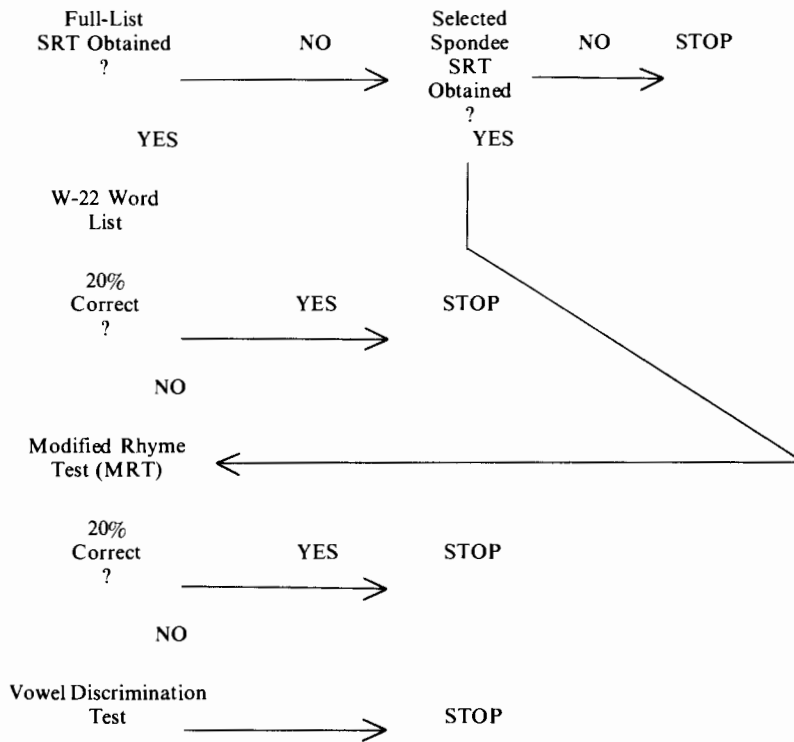 Full-List
SRT Obtained
?
NO
Selected
Spondee
SRT
Obtained
?
NO
STOP
YES
YES
W-22 Word
List
20%
Correct
?
YES
STOP
NO
Modified Rhyme
Test (MRT)
20%
Correct
?
YES
STOP
NO
Vowel Discrimination
Test
STOP